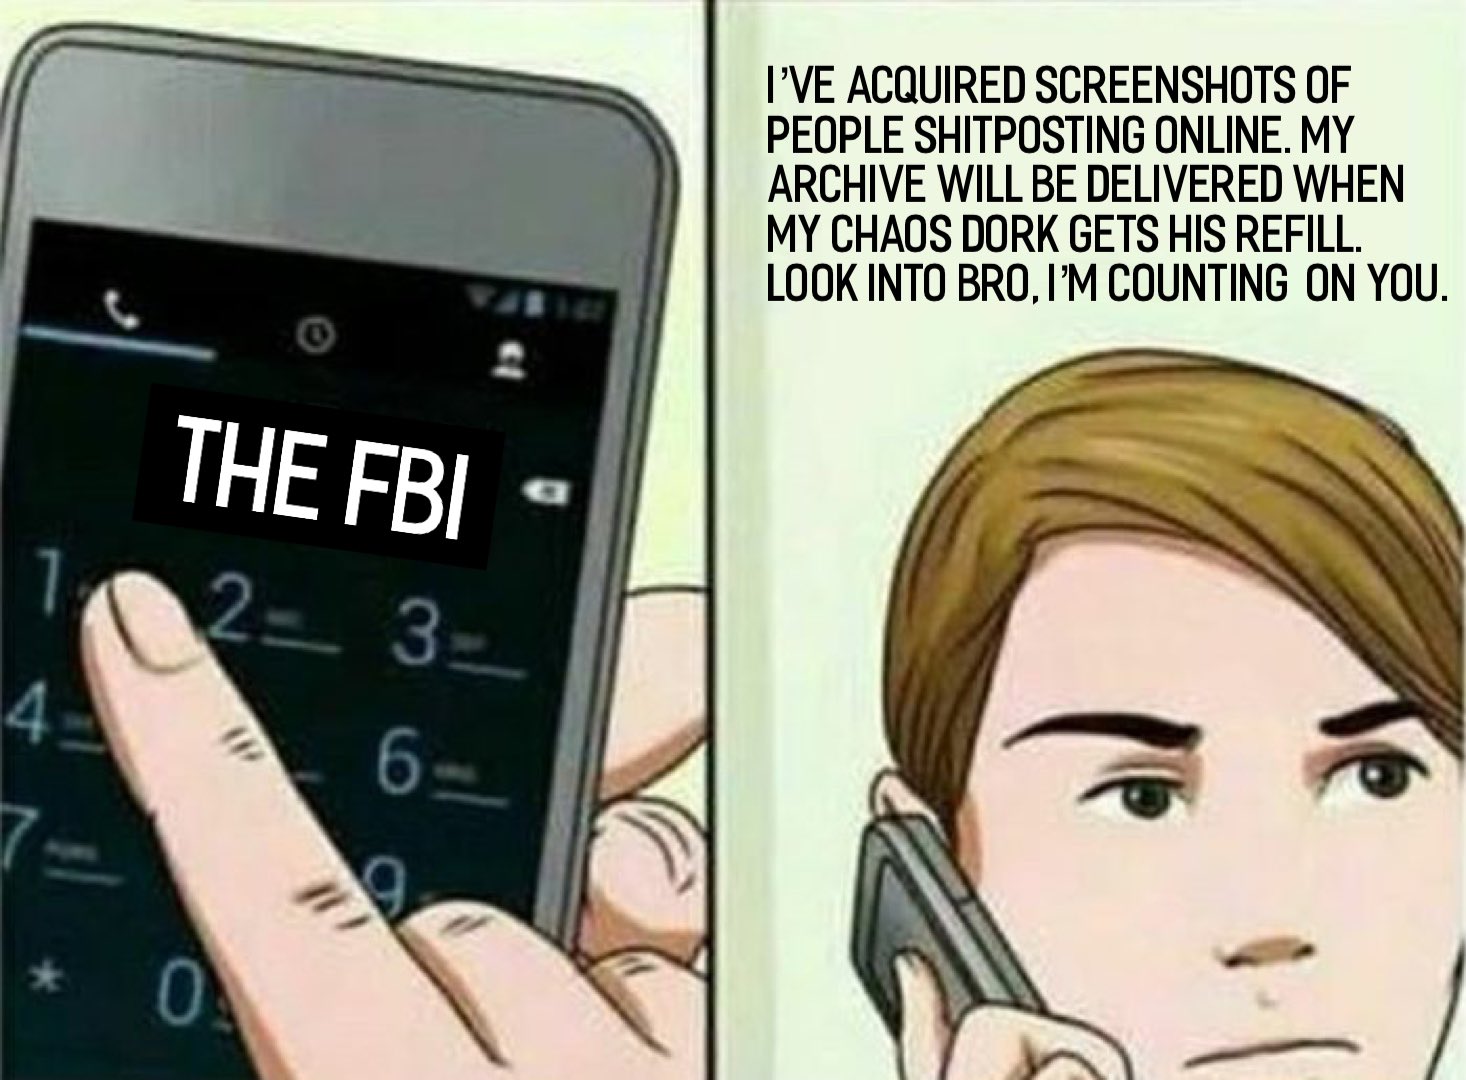 THE FBI
1
2
3
4
6
7
9
*
0
I'VE ACQUIRED SCREENSHOTS OF
PEOPLE SHITPOSTING ONLINE. MY
ARCHIVE WILL BE DELIVERED WHEN
MY CHAOS DORK GETS HIS REFILL.
LOOK INTO BRO, I'M COUNTING ON YOU.